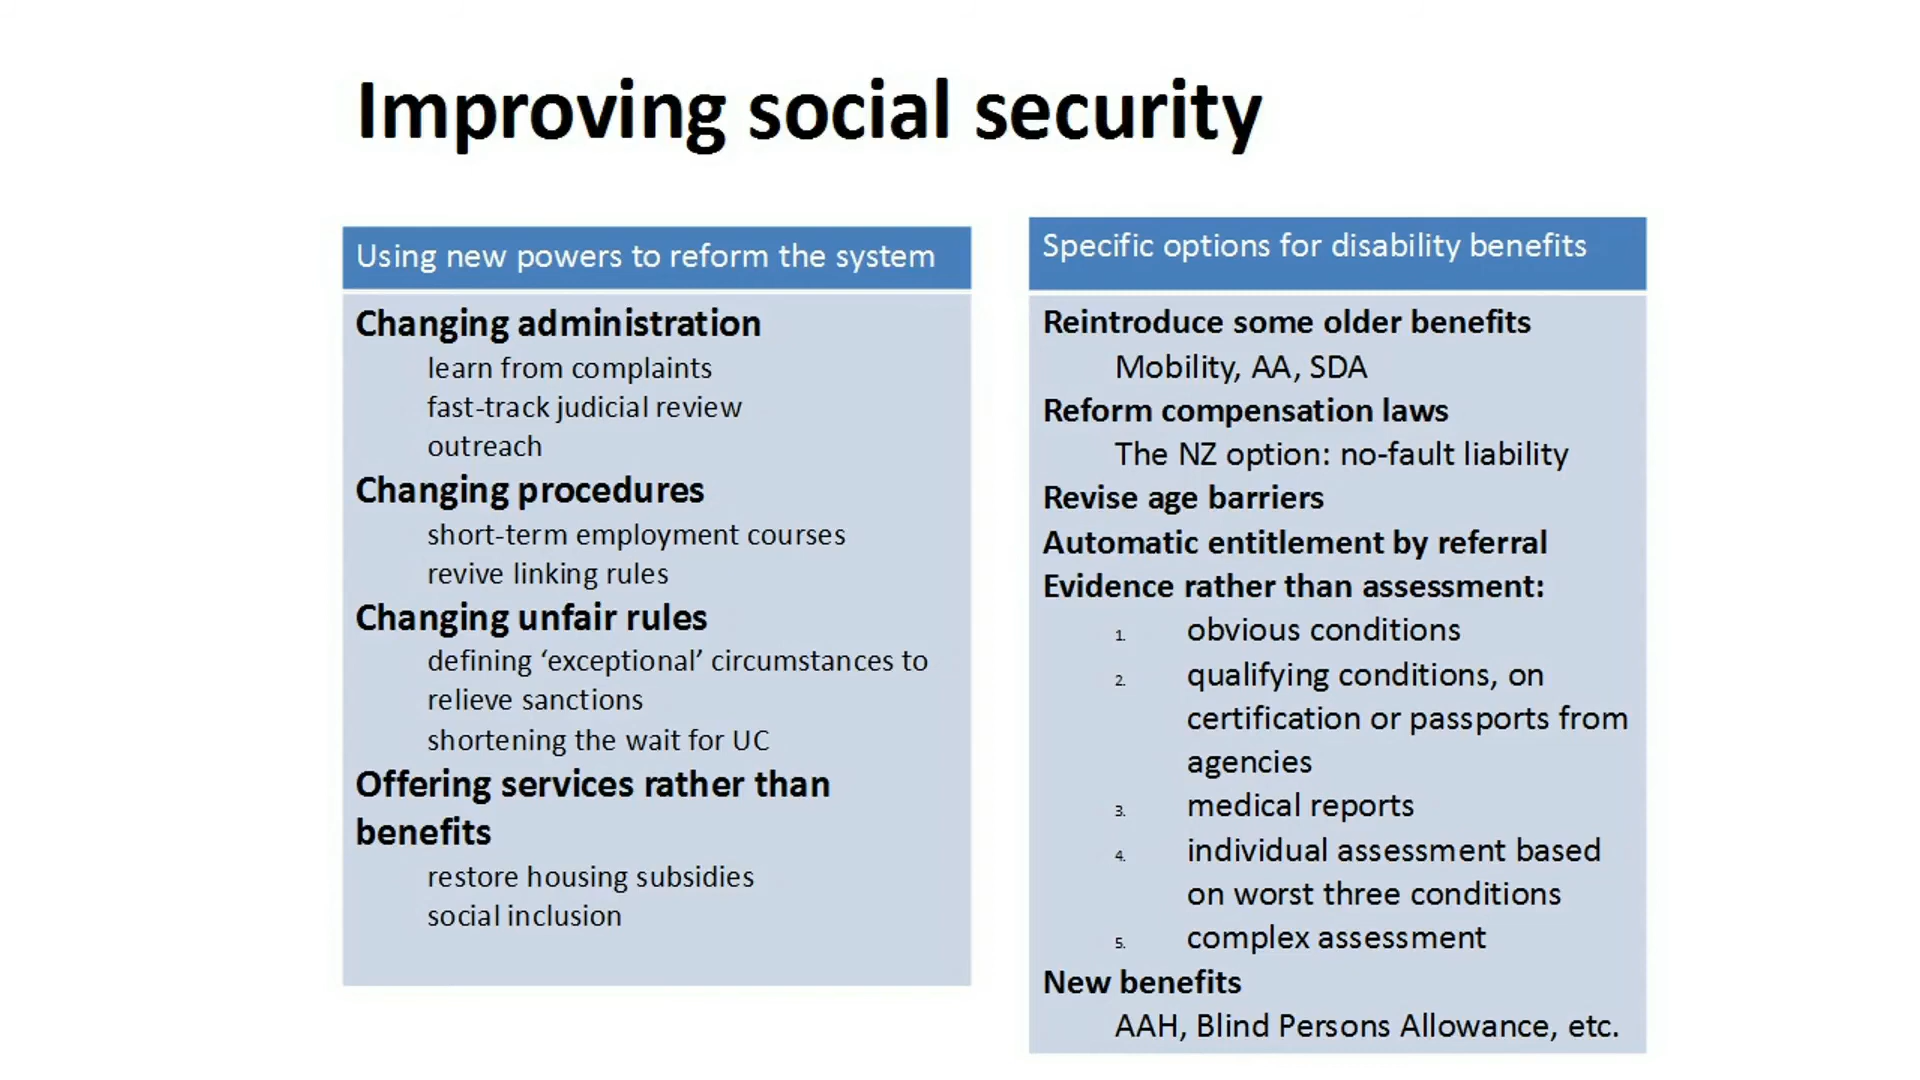 Improving social security
Using new powers to reform the system
Changing administration
learn from complaints
fast-track judicial review
outreach
Changing procedures
short-term employment courses
revive linking rules
Changing unfair rules
defining ‘exceptional’ circumstances to
relieve sanctions
shortening the wait for UC
Offering services rather than
benefits
restore housing subsidies
social inclusion
Specific options for disability benefits
Reintroduce some older benefits
Mobility, AA, SDA
Reform compensation laws
The NZ option: no-fault liability
Revise age barriers
Automatic entitlement by referral
Evidence rather than assessment:
1. obvious conditions
2. qualifying conditions, on
certification or passports from
agencies
3. medical reports
4. individual assessment based
on worst three conditions
5. complex assessment
New benefits
AAH, Blind Persons Allowance, etc.